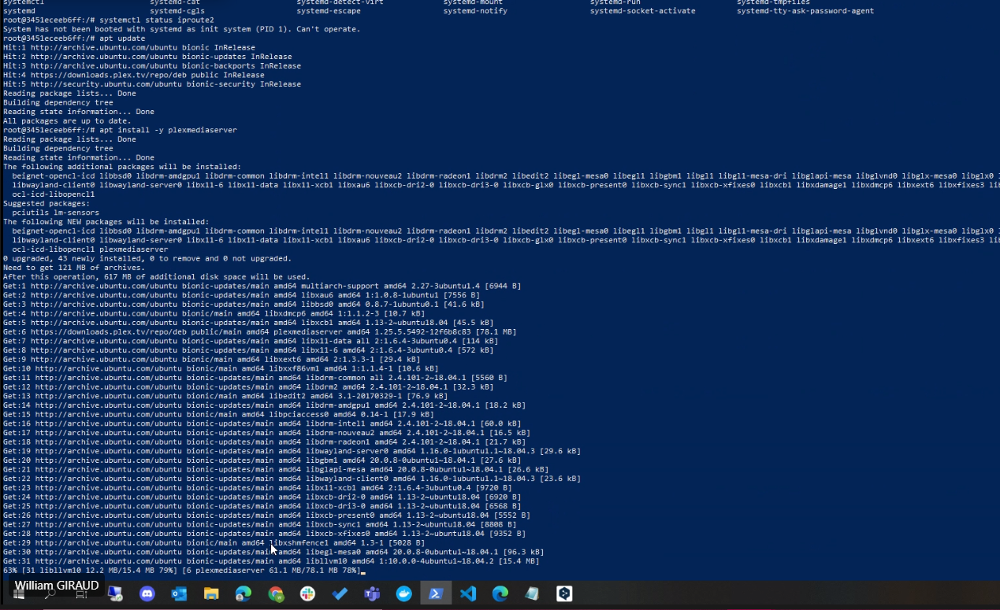 systemctl systemd-cat systemd-detect-virt systemd-mount systemd-run systemd-tmpfiles
systemd systemd-cgls systemd-escape systemd-notify systemd-socket-activate systemd-tty-ask-password-agent
root@3451eceeb6ff:/# systemctl status iproute2
System has not been booted with systemd as init system (PID 1). Can't operate.
root@3451eceeb6ff:/# apt update
Hit:1 http://archive.ubuntu.com/ubuntu bionic InRelease
Hit:2 http://archive.ubuntu.com/ubuntu bionic-updates InRelease
Hit:3 http://archive.ubuntu.com/ubuntu bionic-backports InRelease
Hit:4 https://downloads.plex.tv/repo/deb public InRelease
Hit:5 http://security.ubuntu.com/ubuntu bionic-security InRelease
Reading package lists... Done
Building dependency tree
Reading state information... Done
All packages are up to date.
root@3451eceeb6ff:/# apt install -y plexmediaserver
Reading package lists... Done
Building dependency tree
Reading state information... Done
The following additional packages will be installed:
beignet-opencl-icd libbsd0 libdrm-amdgpu1 libdrm-common libdrm-intel1 libdrm-nouveau2 libdrm-radeon1 libdrm2 libedit2 libegl-mesa0 libegl1 libgbm1 libgl1 libgl1-mesa-dri libglapi-mesa libglvnd0 libglx-mesa0 libglx0
libwayland-client0 libwayland-server0 libx11-6 libx11-data libx11-xcb1 libxau6 libxcb-dri2-0 libxcb-dri3-0 libxcb-glx0 libxcb-present0 libxcb-sync1 libxcb-xfixes0 libxcb1 libxdamage1 libxdmcp6 libxext6 libxfixes3
ocl-icd-libopencl1
Suggested packages:
pciutils lm-sensors
The following NEW packages will be installed:
beignet-opencl-icd libbsd0 libdrm-amdgpu1 libdrm-common libdrm-intel1 libdrm-nouveau2 libdrm-radeon1 libdrm2 libedit2 libegl-mesa0 libegl1 libgbm1 libgl1 libgl1-mesa-dri libglapi-mesa libglvnd0 libglx-mesa0 libglx0
libwayland-client0 libwayland-server0 libx11-6 libx11-data libx11-xcb1 libxau6 libxcb-dri2-0 libxcb-dri3-0 libxcb-glx0 libxcb-present0 libxcb-sync1 libxcb-xfixes0 libxcb1 libxdamage1 libxdmcp6 libxext6 libxfixes3
ocl-icd-libopencl1 plexmediaserver
0 upgraded, 43 newly installed, 0 to remove and 0 not upgraded.
Need to get 121 MB of archives.
After this operation, 617 MB of additional disk space will be used.
Get:1 http://archive.ubuntu.com/ubuntu bionic-updates/main amd64 multiarch-support amd64 2.27-3ubuntu1.4 [6944 B]
Get:2 http://archive.ubuntu.com/ubuntu bionic-updates/main amd64 libxau6 amd64 1:1.0.8-1ubuntu1 [7556 B]
Get:3 http://archive.ubuntu.com/ubuntu bionic-updates/main amd64 libbsd0 amd64 0.8.7-1ubuntu0.1 [41.6 kB]
Get:4 http://archive.ubuntu.com/ubuntu bionic/main amd64 libxdmcp6 amd64 1:1.1.2-3 [10.7 kB]
Get:5 http://archive.ubuntu.com/ubuntu bionic-updates/main amd64 libxcb1 amd64 1.13-2~ubuntu18.04 [45.5 kB]
Get:6 https://downloads.plex.tv/repo/deb public/main amd64 plexmediaserver amd64 1.25.5.5492-12f6b8c83 [78.1 MB]
Get:7 http://archive.ubuntu.com/ubuntu bionic-updates/main amd64 libx11-data all 2:1.6.4-3ubuntu0.4 [114 kB]
Get:8 http://archive.ubuntu.com/ubuntu bionic-updates/main amd64 libx11-6 amd64 2:1.6.4-3ubuntu0.4 [572 kB]
Get:9 http://archive.ubuntu.com/ubuntu bionic/main amd64 libxext6 amd64 2:1.3.3-1 [29.4 kB]
Get:10 http://archive.ubuntu.com/ubuntu bionic/main amd64 libxxf86vm1 amd64 1:1.1.4-1 [10.6 kB]
Get:11 http://archive.ubuntu.com/ubuntu bionic-updates/main amd64 libdrm-common all 2.4.101-2~18.04.1 [5560 B]
Get:12 http://archive.ubuntu.com/ubuntu bionic-updates/main amd64 libdrm2 amd64 2.4.101-2~18.04.1 [32.3 kB]
Get:13 http://archive.ubuntu.com/ubuntu bionic/main amd64 libedit2 amd64 3.1-20170329-1 [76.9 kB]
Get:14 http://archive.ubuntu.com/ubuntu bionic-updates/main amd64 libdrm-amdgpu1 amd64 2.4.101-2~18.04.1 [18.2 kB]
Get:15 http://archive.ubuntu.com/ubuntu bionic/main amd64 libpciaccess0 amd64 0.14-1 [17.9 kB]
Get:16 http://archive.ubuntu.com/ubuntu bionic-updates/main amd64 libdrm-intel1 amd64 2.4.101-2~18.04.1 [60.0 kB]
Get:17 http://archive.ubuntu.com/ubuntu bionic-updates/main amd64 libdrm-nouveau2 amd64 2.4.101-2~18.04.1 [16.5 kB]
Get:18 http://archive.ubuntu.com/ubuntu bionic-updates/main amd64 libdrm-radeon1 amd64 2.4.101-2~18.04.1 [21.7 kB]
Get:19 http://archive.ubuntu.com/ubuntu bionic-updates/main amd64 libwayland-server0 amd64 1.16.0-1ubuntu1.1~18.04.3 [29.6 kB]
Get:20 http://archive.ubuntu.com/ubuntu bionic-updates/main amd64 libgbm1 amd64 20.0.8-0ubuntu1~18.04.1 [27.6 kB]
Get:21 http://archive.ubuntu.com/ubuntu bionic-updates/main amd64 libglapi-mesa amd64 20.0.8-0ubuntu1~18.04.1 [26.6 kB]
Get:22 http://archive.ubuntu.com/ubuntu bionic-updates/main amd64 libwayland-client0 amd64 1.16.0-1ubuntu1.1~18.04.3 [23.6 kB]
Get:23 http://archive.ubuntu.com/ubuntu bionic-updates/main amd64 libx11-xcb1 amd64 2:1.6.4-3ubuntu0.4 [9720 B]
Get:24 http://archive.ubuntu.com/ubuntu bionic-updates/main amd64 libxcb-dri2-0 amd64 1.13-2~ubuntu18.04 [6920 B]
Get:25 http://archive.ubuntu.com/ubuntu bionic-updates/main amd64 libxcb-dri3-0 amd64 1.13-2~ubuntu18.04 [6568 B]
Get:26 http://archive.ubuntu.com/ubuntu bionic-updates/main amd64 libxcb-present0 amd64 1.13-2~ubuntu18.04 [5552 B]
Get:27 http://archive.ubuntu.com/ubuntu bionic-updates/main amd64 libxcb-sync1 amd64 1.13-2~ubuntu18.04 [8808 B]
Get:28 http://archive.ubuntu.com/ubuntu bionic-updates/main amd64 libxcb-xfixes0 amd64 1.13-2~ubuntu18.04 [9352 B]
Get:29 http://archive.ubuntu.com/ubuntu bionic/main amd64 libxshmfence1 amd64 1.3-1 [5028 B]
Get:30 http://archive.ubuntu.com/ubuntu bionic-updates/main amd64 libegl-mesa0 amd64 20.0.8-0ubuntu1~18.04.1 [96.3 kB]
Get:31 http://archive.ubuntu.com/ubuntu bionic-updates/main amd64 libllvm10 amd64 1:10.0.0-4ubuntu1~18.04.2 [15.4 MB]
63% [31 libllvm10 12.2 MB/15.4 MB 79%] [6 plexmediaserver 61.1 MB/78.1 MB 78%]
William GIRAUD